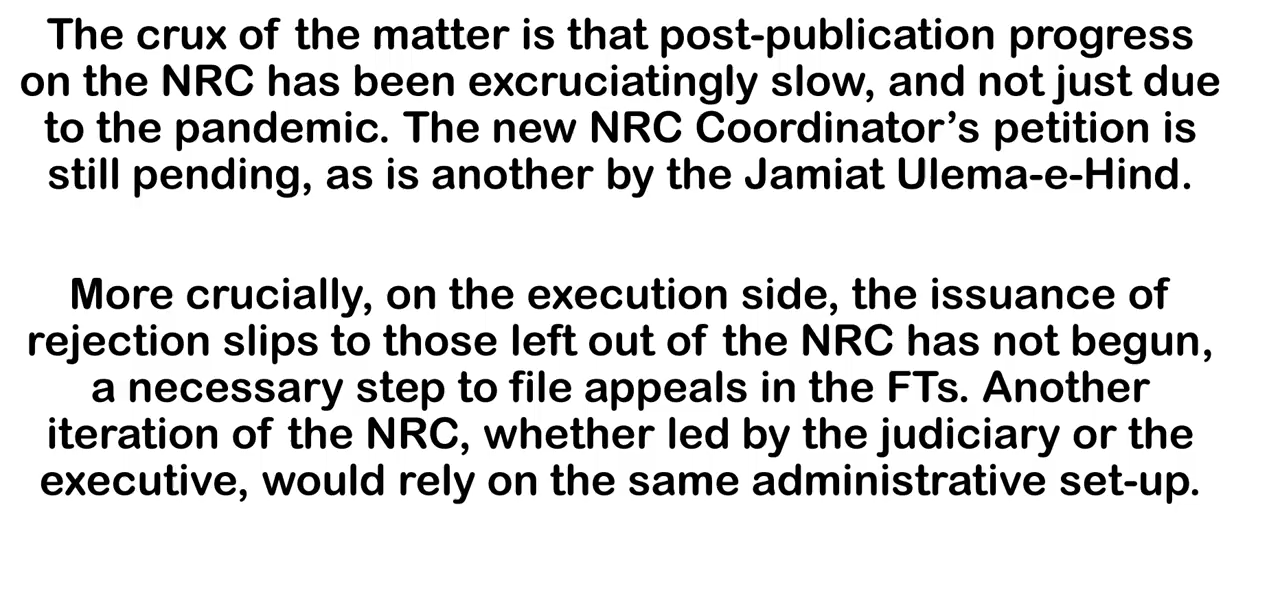 The crux of the matter is that post-publication progress
on the NRC has been excruciatingly slow, and not just due
to the pandemic. The new NRC Coordinator’s petition is
still pending, as is another by the Jamiat Ulema-e-Hind.
More crucially, on the execution side, the issuance of
rejection slips to those left out of the NRC has not begun,
a necessary step to file appeals in the FTs. Another
iteration of the NRC, whether led by the judiciary or the
executive, would rely on the same administrative set-up.